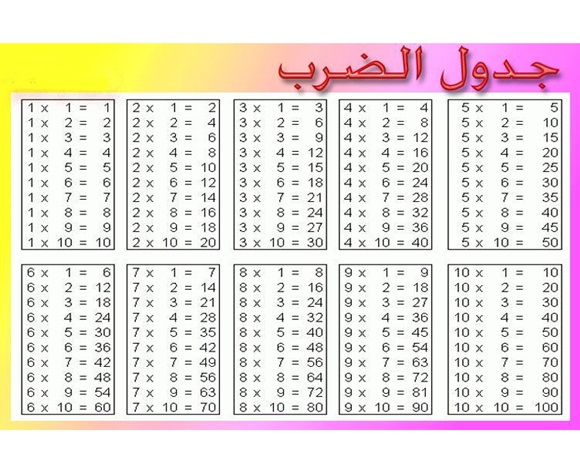 جدول الضرب
1 x 1 = 1
1 x 2 = 2
1 x 3 = 3
1 x 4 = 4
1 x 5 = 5
1 x 6 = 6
1 x 7 = 7
1 x 8 = 8
1 x 9 = 9
1 x 10 = 10
2 x 1 = 2
2 x 2 = 4
2 x 3 = 6
2 x 4 = 8
2 x 5 = 10
2 x 6 = 12
2 x 7 = 14
2 x 8 = 16
2 x 9 = 18
2 x 10 = 20
3 x 1 = 3
3 x 2 = 6
3 x 3 = 9
3 x 4 = 12
3 x 5 = 15
3 x 6 = 18
3 x 7 = 21
3 x 8 = 24
3 x 9 = 27
3 x 10 = 30
4 x 1 = 4
4 x 2 = 8
4 x 3 = 12
4 x 4 = 16
4 x 5 = 20
4 x 6 = 24
4 x 7 = 28
4 x 8 = 32
4 x 9 = 36
4 x 10 = 40
5 x 1 = 5
5 x 2 = 10
5 x 3 = 15
5 x 4 = 20
5 x 5 = 25
5 x 6 = 30
5 x 7 = 35
5 x 8 = 40
5 x 9 = 45
5 x 10 = 50
6 x 1 = 6
6 x 2 = 12
6 x 3 = 18
6 x 4 = 24
6 x 5 = 30
6 x 6 = 36
6 x 7 = 42
6 x 8 = 48
6 x 9 = 54
6 x 10 = 60
7 x 1 = 7
7 x 2 = 14
7 x 3 = 21
7 x 4 = 28
7 x 5 = 35
7 x 6 = 42
7 x 7 = 49
7 x 8 = 56
7 x 9 = 63
7 x 10 = 70
8 x 1 = 8
8 x 2 = 16
8 x 3 = 24
8 x 4 = 32
8 x 5 = 40
8 x 6 = 48
8 x 7 = 56
8 x 8 = 64
8 x 9 = 72
8 x 10 = 80
9 x 1 = 9
9 x 2 = 18
9 x 3 = 27
9 x 4 = 36
9 x 5 = 45
9 x 6 = 54
9 x 7 = 63
9 x 8 = 72
9 x 9 = 81
9 x 10 = 90
10 x 1 = 10
10 x 2 = 20
10 x 3 = 30
10 x 4 = 40
10 x 5 = 50
10 x 6 = 60
10 x 7 = 70
10 x 8 = 80
10 x 9 = 90
10 x 10 = 100